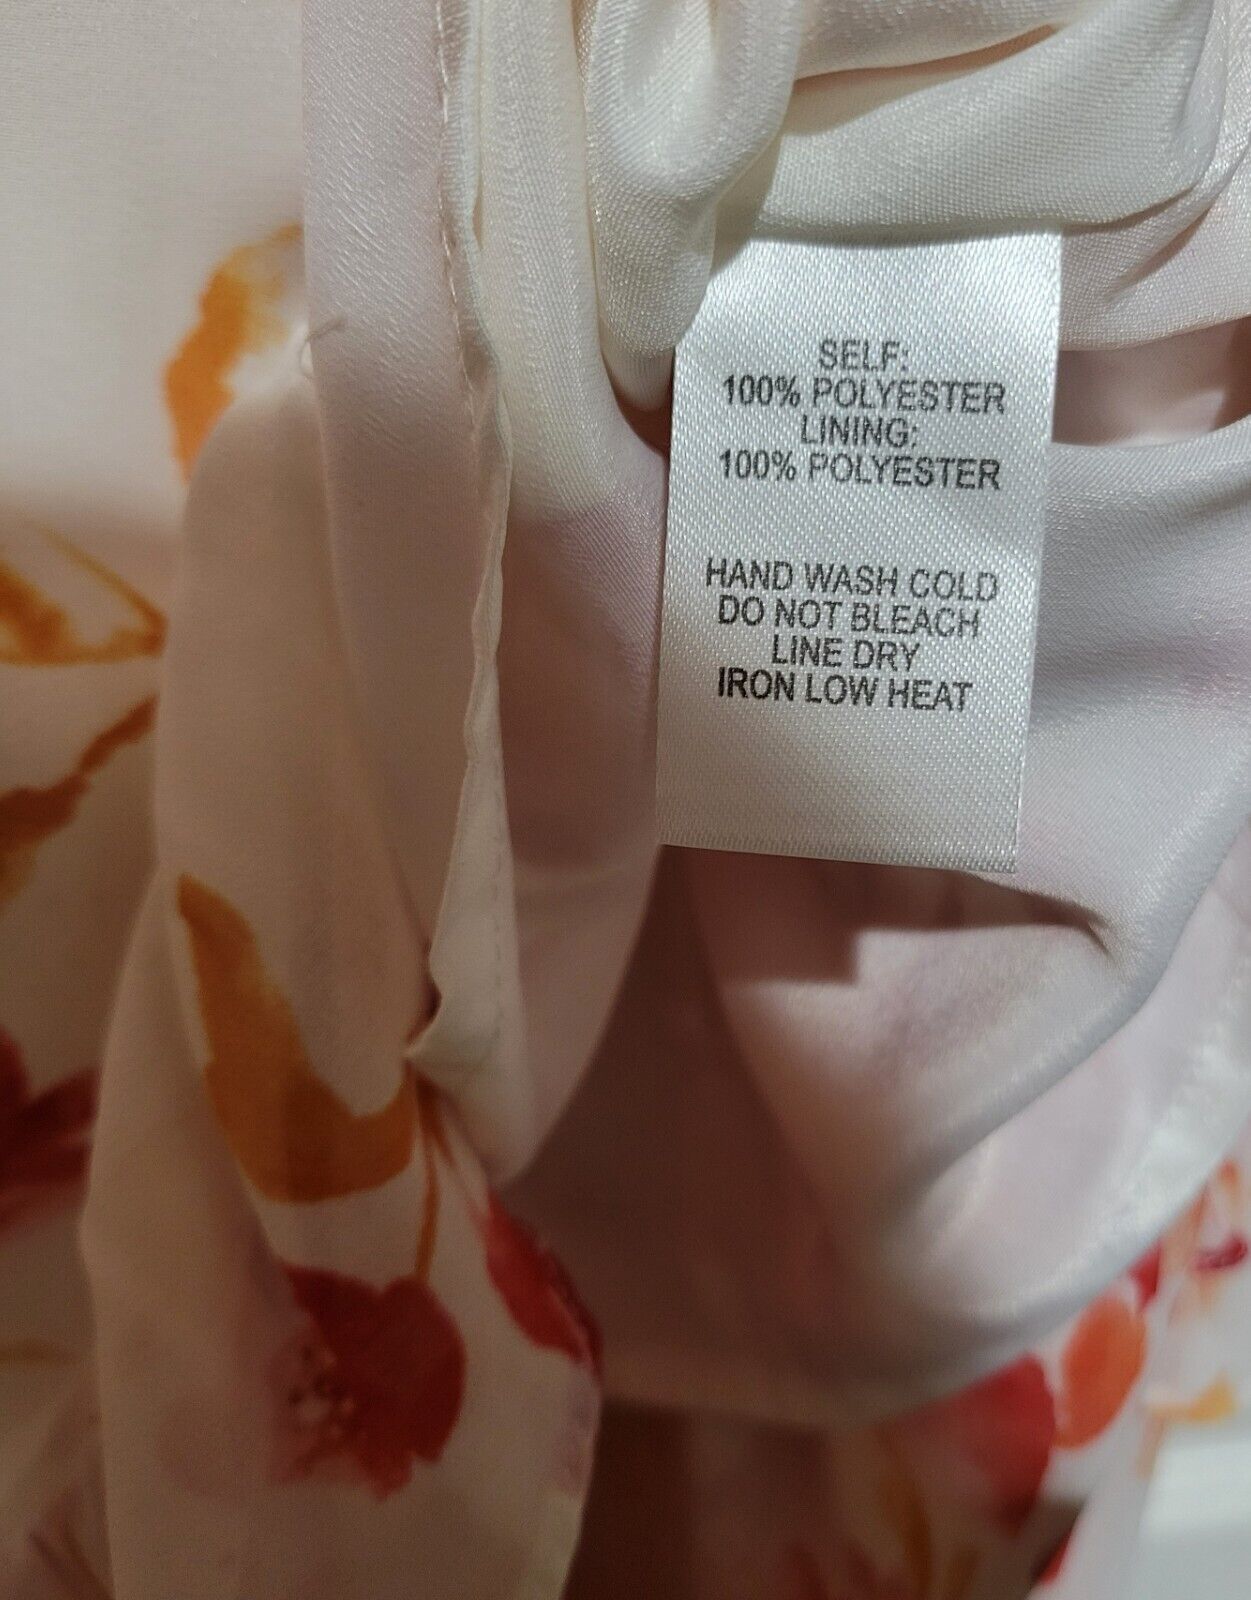 SELF:
100% POLYESTER
LINING:
100% POLYESTER
HAND WASH COLD
DO NOT BLEACH
LINE DRY
IRON LOW HEAT